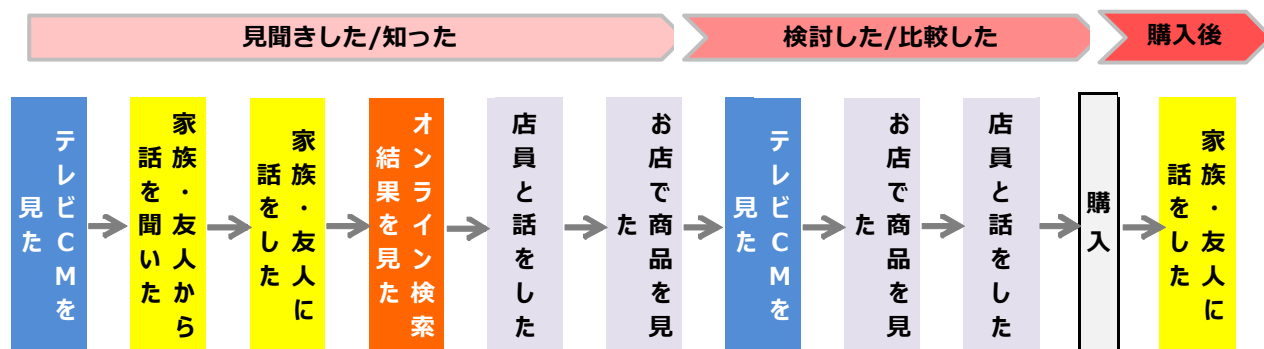 見聞きした/知った
検討した/比較した
購入後
テレビCMを
見た
家族・友人から
話を聞いた
家族・友人に
話をした
オンライン検索
結果を見た
店員と話をした
お店で商品を見
た
テレビCMを
見た
お店で商品を見
た
店員と話をした
購入
家族・友人に
話をした